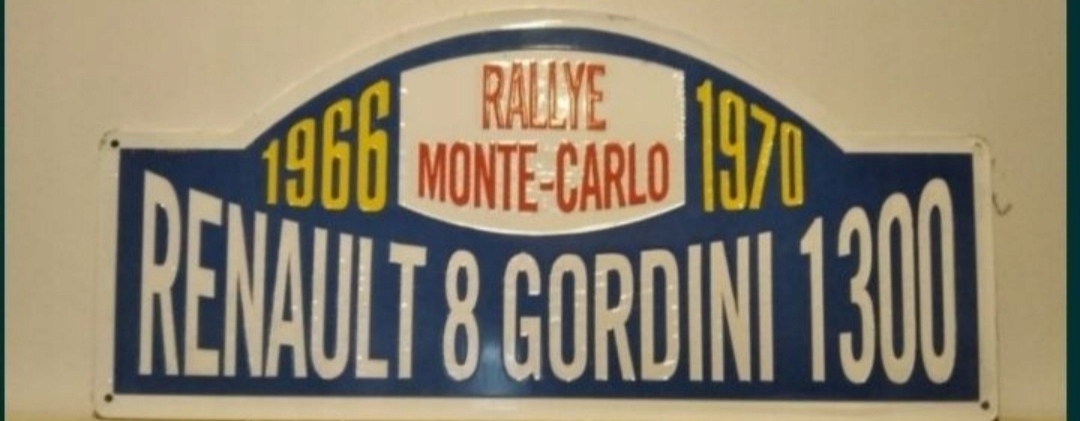 RALLYE
1966 MONTE-CARLO 1970
RENAULT 8 GORDINI 1300